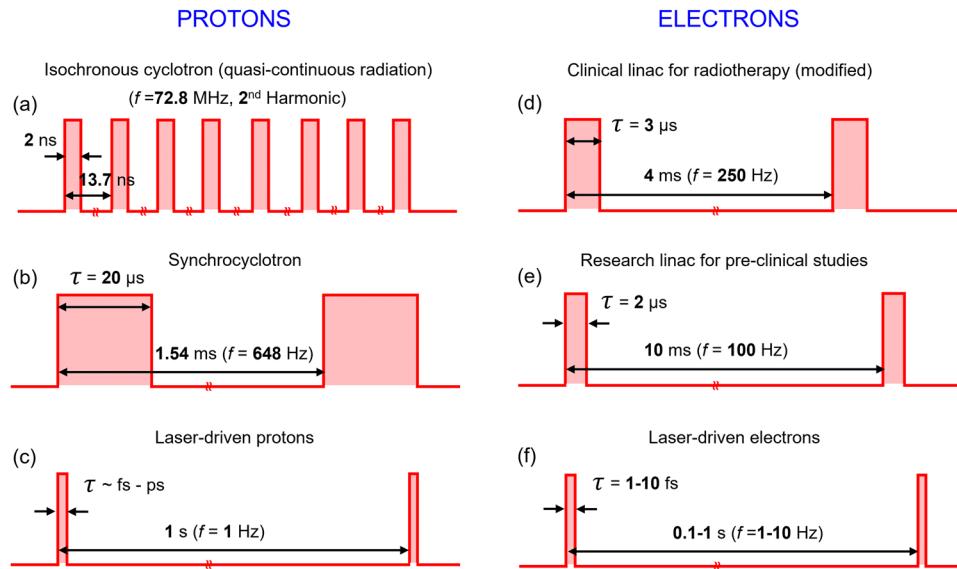 PROTONS
Isochronous cyclotron (quasi-continuous radiation)
(f =72.8 MHz, 2nd Harmonic)
(a)
2 ns
13.7 ns
Synchrocyclotron
(b)
τ = 20 µs
1.54 ms (f = 648 Hz)
Laser-driven protons
(c)
τ ~ fs - ps
1 s (f = 1 Hz)
ELECTRONS
Clinical linac for radiotherapy (modified)
(d)
τ = 3 µs
4 ms (f = 250 Hz)
Research linac for pre-clinical studies
(e)
τ = 2 µs
10 ms (f = 100 Hz)
Laser-driven electrons
(f)
τ = 1-10 fs
0.1-1 s (f =1-10 Hz)